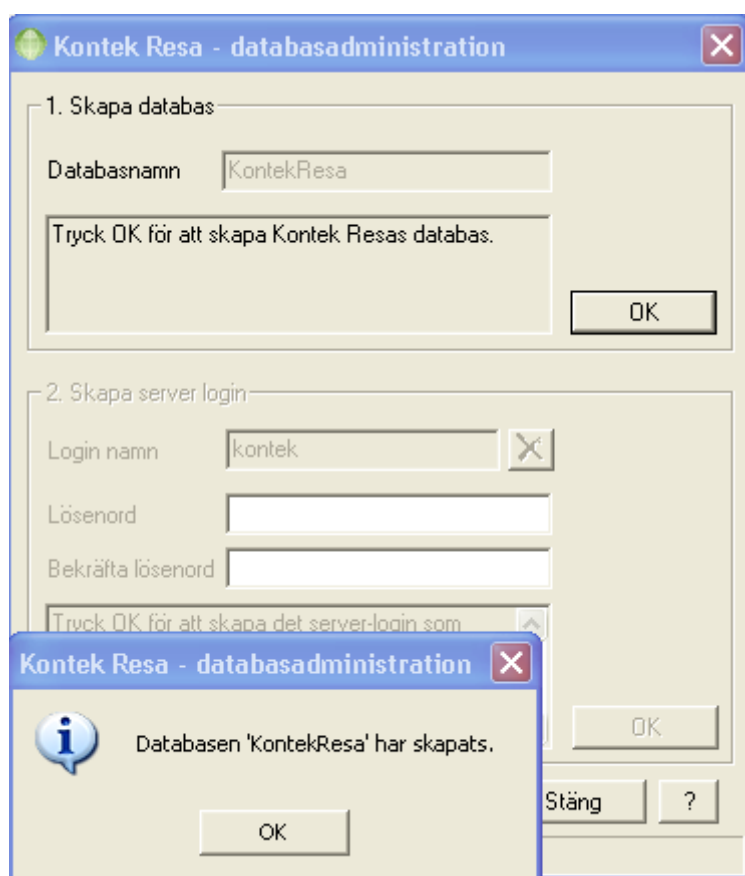 Kontek Resa - databasadministration
1. Skapa databas
Databasnamn KontekResa
Tryck OK för att skapa Kontek Resas databas.
OK
2. Skapa server login
Login namn kontek
Lösenord
Bekräfta lösenord
Tryck OK för att skapa det server-login som
OK
Stäng ?
Kontek Resa - databasadministration
Databasen 'KontekResa' har skapats.
OK